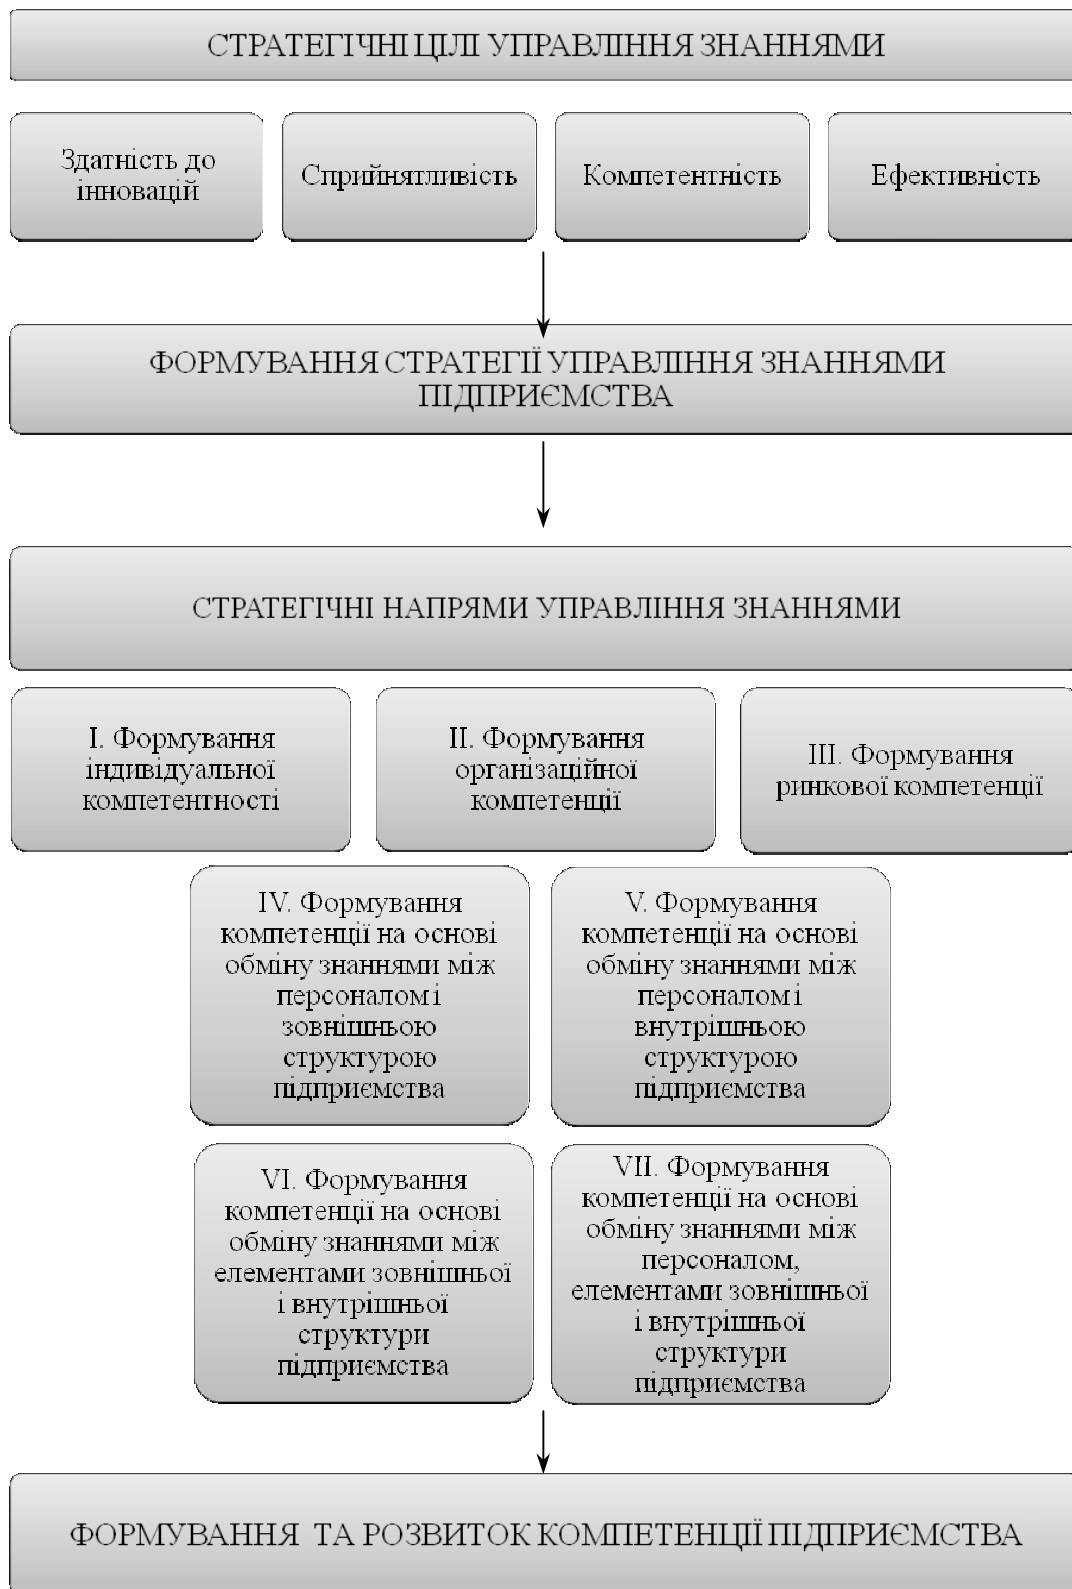 СТРАТЕГІЧНІ ЦІЛІ УПРАВЛІННЯ ЗНАННЯМИ
Здатність до
інновацій
Сприйнятливість
Компетентність
Ефективність
ФОРМУВАННЯ СТРАТЕГІЇ УПРАВЛІННЯ ЗНАННЯМИ
ПІДПРИЄМСТВА
СТРАТЕГІЧНІ НАПРЯМИ УПРАВЛІННЯ ЗНАННЯМИ
I. Формування
індивідуальної
компетентності
II. Формування
організаційної
компетенції
III. Формування
ринкової компетенції
IV. Формування
компетенції на основі
обміну знаннями між
персоналом і
зовнішньою
структурою
підприємства
V. Формування
компетенції на основі
обміну знаннями між
персоналом і
внутрішньою
структурою
підприємства
VI. Формування
компетенції на основі
обміну знаннями між
елементами зовнішньої
і внутрішньої
структури
підприємства
VII. Формування
компетенції на основі
обміну знаннями між
персоналом,
елементами зовнішньої
і внутрішньої
структури
підприємства
ФОРМУВАННЯ ТА РОЗВИТОК КОМПЕТЕНЦІЇ ПІДПРИЄМСТВА